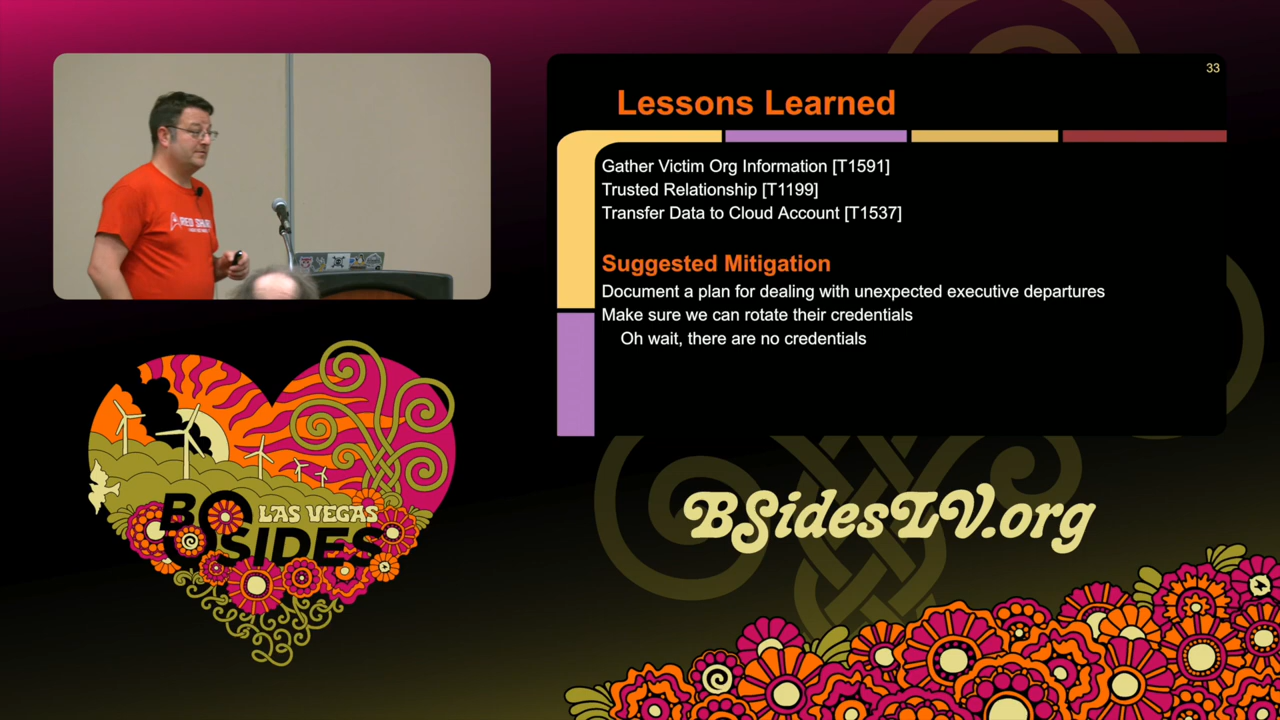 33
Lessons Learned
Gather Victim Org Information [T1591]
Trusted Relationship [T1199]
Transfer Data to Cloud Account [T1537]
Suggested Mitigation
Document a plan for dealing with unexpected executive departures
Make sure we can rotate their credentials
Oh wait, there are no credentials
RED
LAS VEGAS
BSIDES
BSidesLV.org